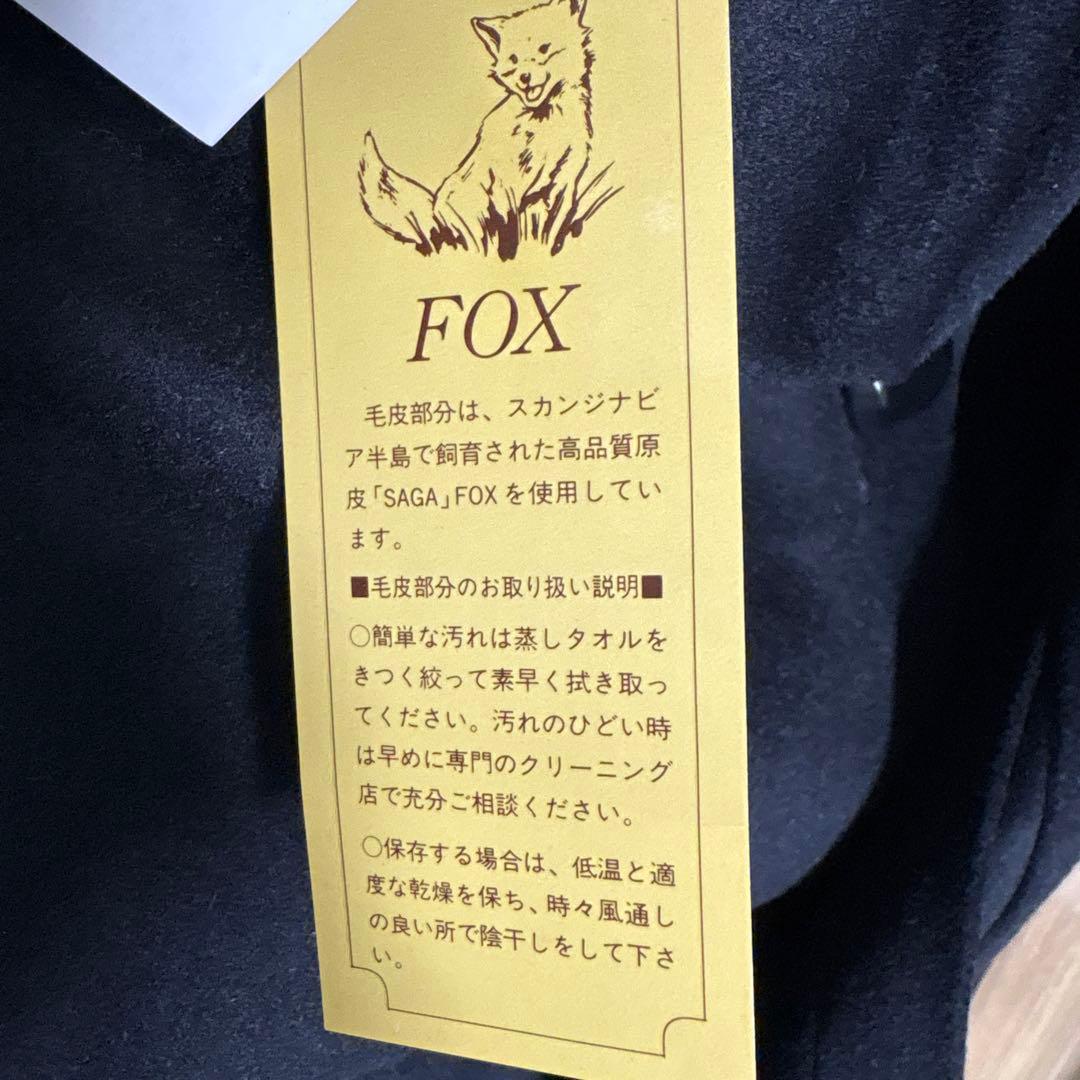 FOX
毛皮部分は、スカンジナビ
ア半島で飼育された高品質原
皮「SAGA」FOXを使用してい
ます。
■毛皮部分のお取り扱い説明■
○簡単な汚れは蒸しタオルを
きつく絞って素早く拭き取っ
てください。汚れのひどい時
は早めに専門のクリーニング
店で充分ご相談ください。
○保存する場合は、低温と適
度な乾燥を保ち、時々風通し
の良い所で陰干しをして下さ
い。